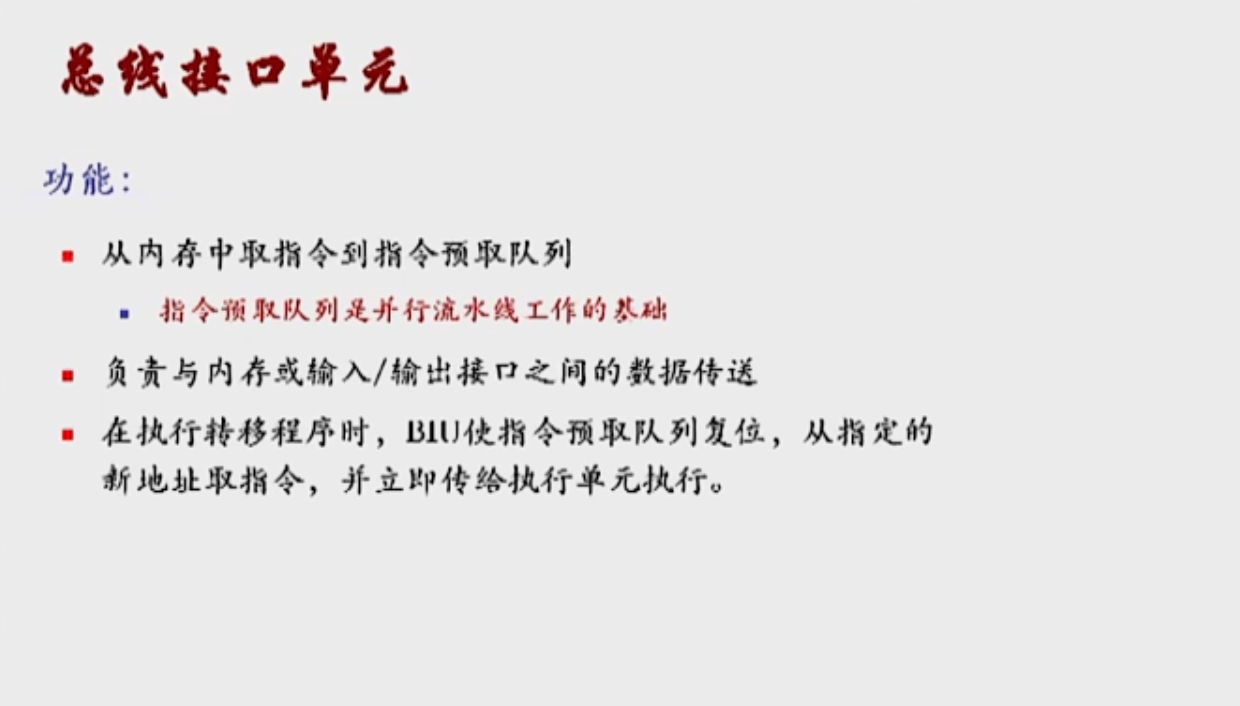 总线接口单元
功能：
从内存中取指令到指令预取队列
指令预取队列是并行流水线工作的基础
负责与内存或输入/输出接口之间的数据传送
在执行转移程序时，BIU使指令预取队列复位，从指定的
新地址取指令，并立即传给执行单元执行。